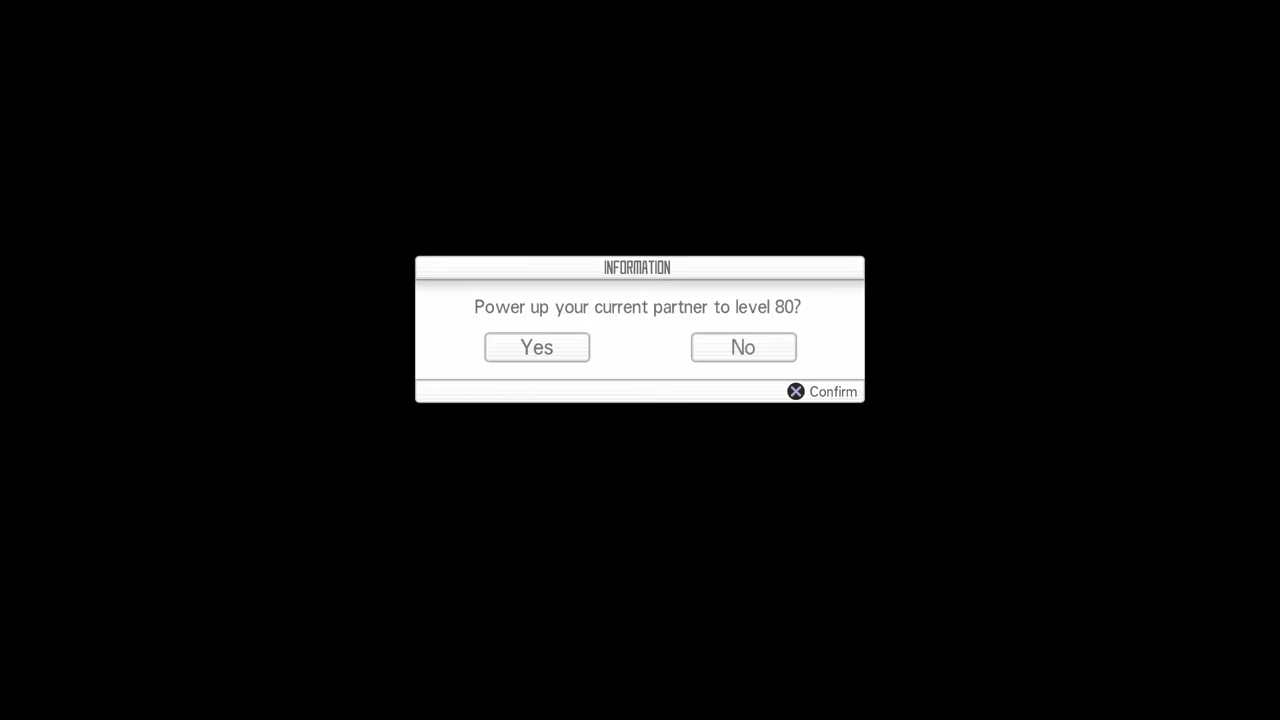 INFORMATION
Power up your current partner to level 80?
Yes No
Confirm